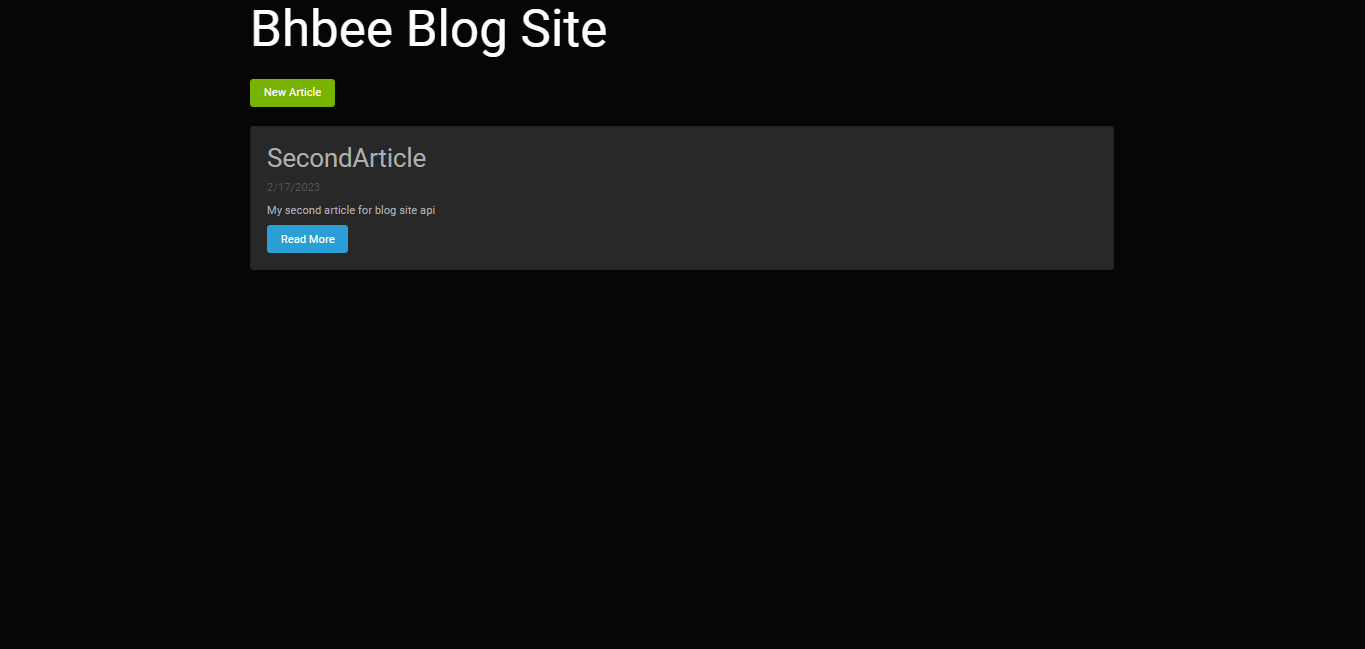 Bhbee Blog Site
New Article
SecondArticle
2/17/2023
My second article for blog site api
Read More